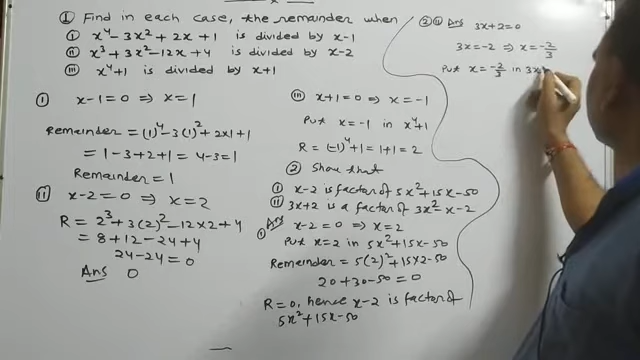 ① Find in each case, the remainder when
ⓘ x⁴-3x²+2x+1 is divided by x-1
ⓘⓘ x³+3x²-12x+4 is divided by x-2
ⓘⓘⓘ x⁴+1 is divided by x+1
① x-1=0 ⇒ x=1
Remainder = (1)⁴-3(1)²+2x1+1
= 1-3+2+1 = 4-3=1
Remainder = 1
ⓘⓘ x-2=0 ⇒ x=2
R = 2³+3(2)²-12x2+4
= 8+12-24+4
24-24=0
Ans 0
ⓘⓘⓘ x+1=0 ⇒ x=-1
Put x=-1 in x⁴+1
R = (-1)⁴+1=1+1=2
② Show that
① x-2 is factor of 5x²+15x-50
ⓘⓘ 3x+2 is a factor of 3x²-x-2
Ans ① x-2=0 ⇒ x=2
Put x=2 in 5x²+15x-50
Remainder = 5(2)²+15x2-50
20+30-50=0
R=0, hence x-2 is factor of
5x²+15x-50
② ⓘⓘ Ans 3x+2=0
3x=-2 ⇒ x=-2/3
Put x=-2/3 in 3x